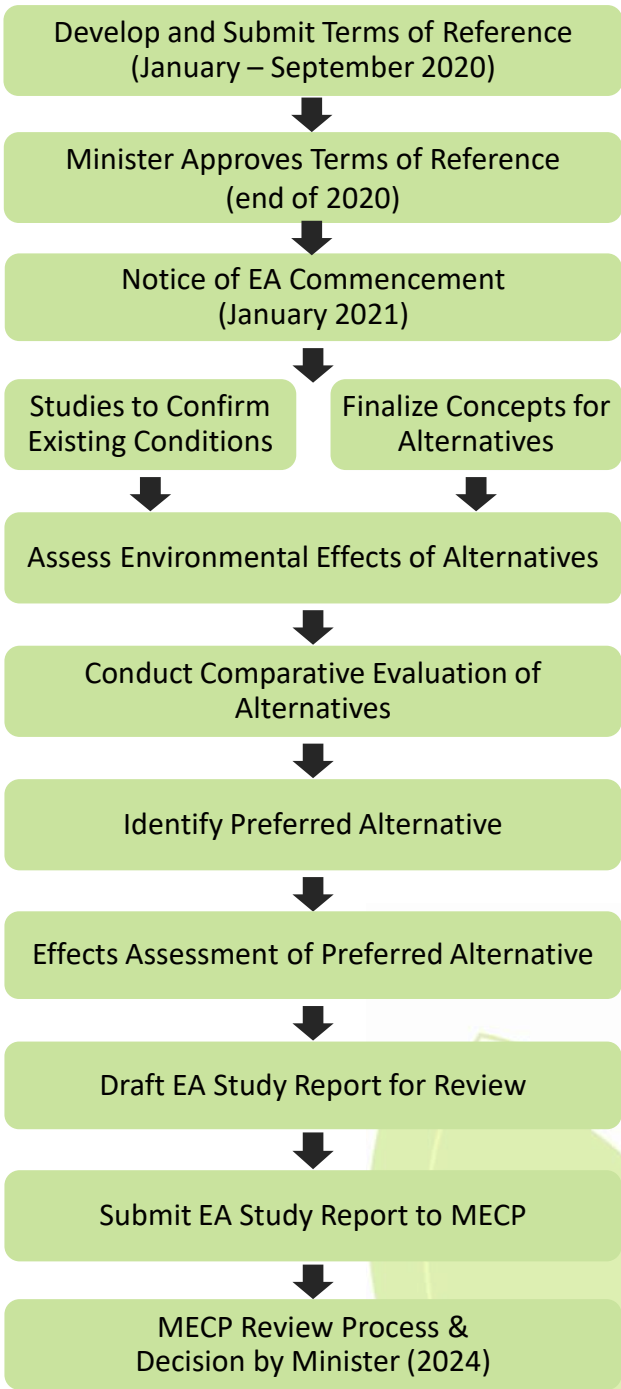 Develop and Submit Terms of Reference
(January – September 2020)
Minister Approves Terms of Reference
(end of 2020)
Notice of EA Commencement
(January 2021)
Studies to Confirm
Existing Conditions
Finalize Concepts for
Alternatives
Assess Environmental Effects of Alternatives
Conduct Comparative Evaluation of
Alternatives
Identify Preferred Alternative
Effects Assessment of Preferred Alternative
Draft EA Study Report for Review
Submit EA Study Report to MECP
MECP Review Process &
Decision by Minister (2024)